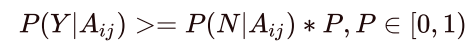 P(Y|A_{ij}) >= P(N|A_{ij}) * P, P ∈ [0, 1)